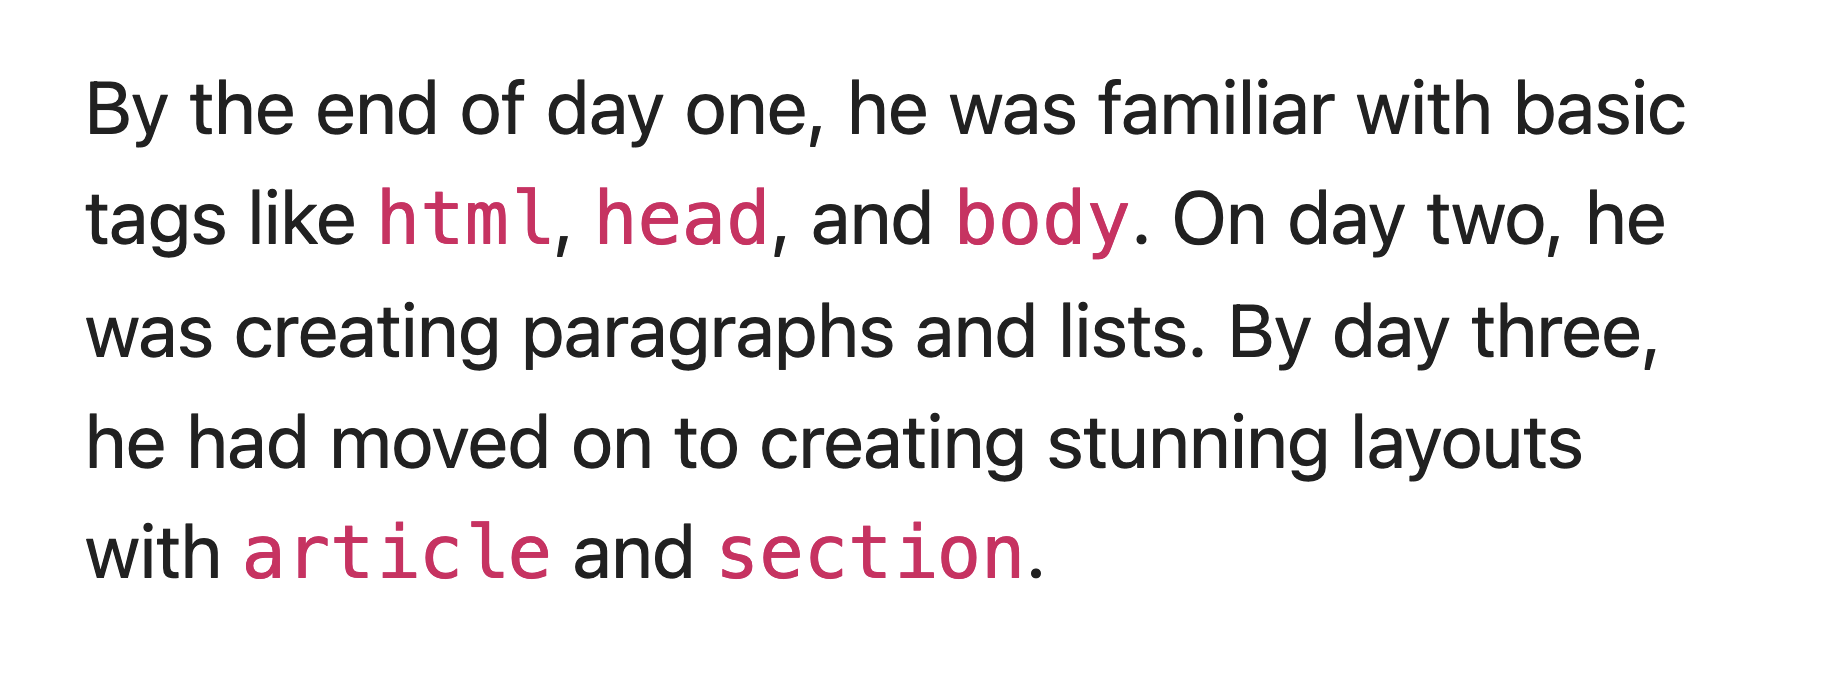 By the end of day one, he was familiar with basic
tags like html, head, and body. On day two, he
was creating paragraphs and lists. By day three,
he had moved on to creating stunning layouts
with article and section.